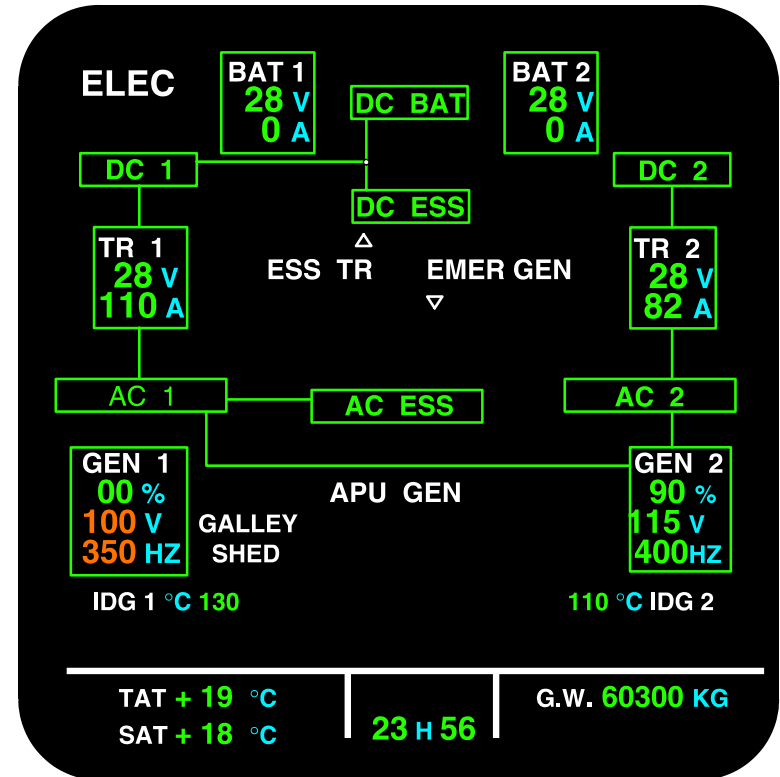 ELEC
BAT 1
28 V
0 A
DC BAT
BAT 2
28 V
0 A
DC 1
DC 2
DC ESS
TR 1
28 V
110 A
ESS TR
EMER GEN
TR 2
28 V
82 A
AC 1
AC ESS
AC 2
GEN 1
00 %
100 V
350 HZ
GALLEY
SHED
APU GEN
GEN 2
90 %
115 V
400HZ
IDG 1 °C 130
110 °C IDG 2
TAT + 19 °C
SAT + 18 °C
23 H 56
G.W. 60300 KG